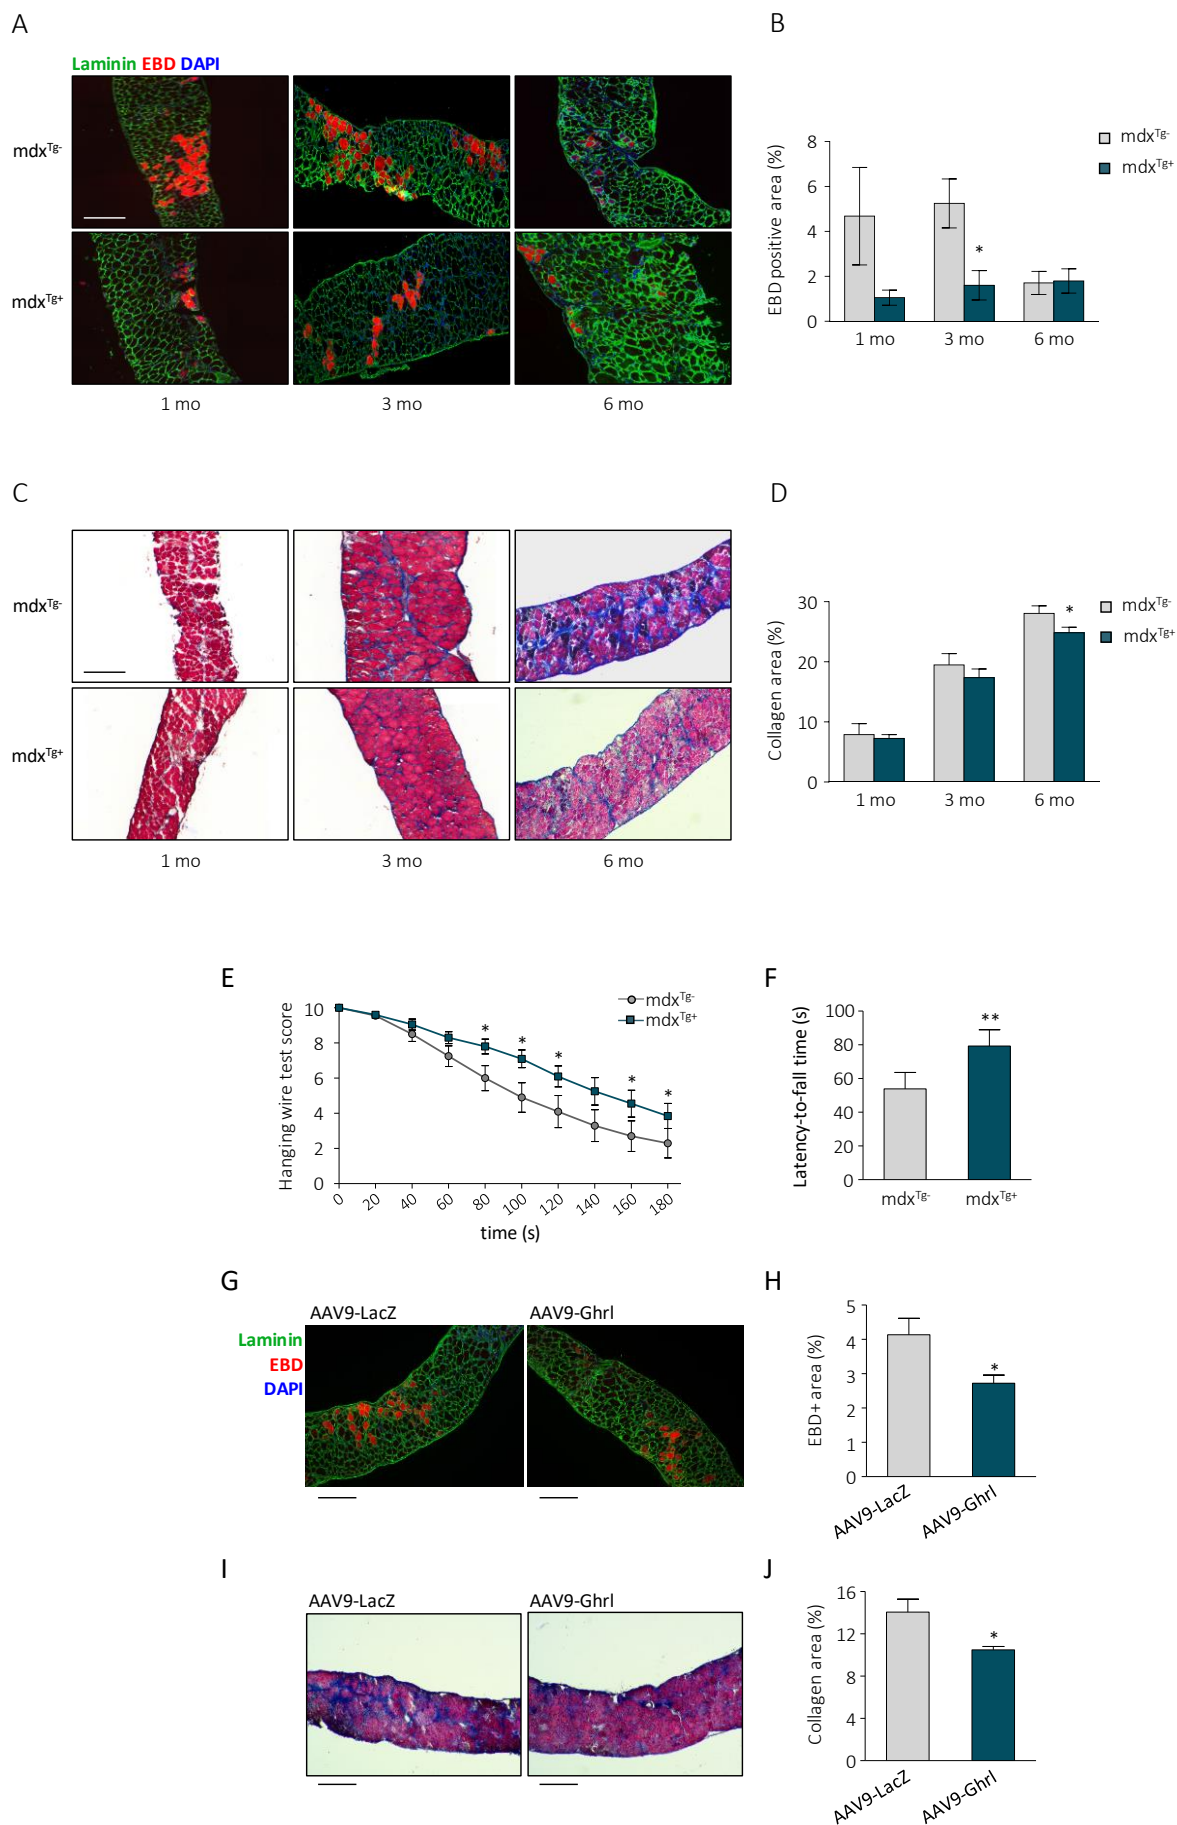 A
B
Laminin EBD DAPI
mdxTg-
mdxTg+
1 mo
3 mo
6 mo
EBD positive area (%)
8
6
4
2
0
1 mo
3 mo
6 mo
*
mdxTg-
mdxTg+
C
D
mdxTg-
mdxTg+
1 mo
3 mo
6 mo
Collagen area (%)
30
20
10
0
1 mo
3 mo
6 mo
*
mdxTg-
mdxTg+
E
F
Hanging wire test score
10
8
6
4
2
0
0
20
40
60
80
100
120
140
160
180
time (s)
*
*
*
*
*
mdxTg-
mdxTg+
Latency-to-fall time (s)
100
80
60
40
20
0
**
mdxTg-
mdxTg+
G
H
AAV9-LacZ
AAV9-Ghrl
Laminin
EBD
DAPI
EBD+ area (%)
5
4
3
2
1
0
*
AAV9-LacZ
AAV9-Ghrl
I
J
AAV9-LacZ
AAV9-Ghrl
Collagen area (%)
16
12
8
4
0
*
AAV9-LacZ
AAV9-Ghrl